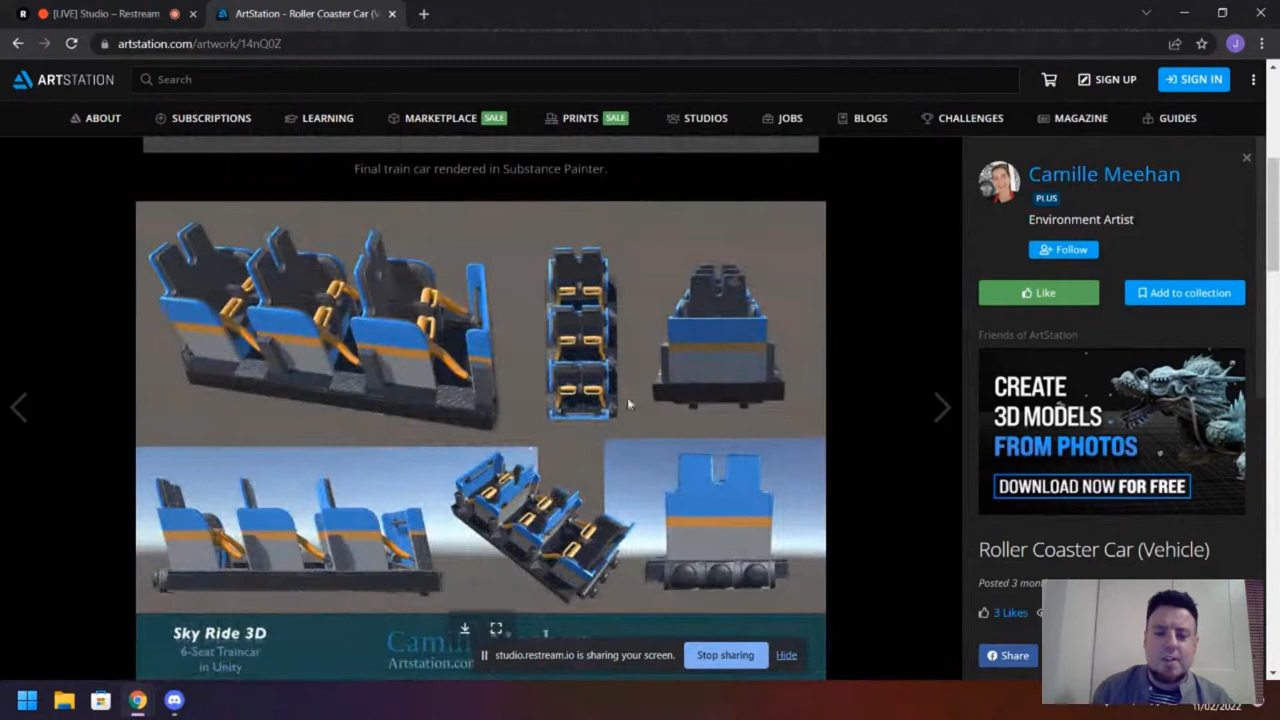 [LIVE] Studio – Restream
ArtStation - Roller Coaster Car (V
artstation.com/artwork/14nQ0Z
J
ARTSTATION
Search
SIGN UP
SIGN IN
ABOUT
SUBSCRIPTIONS
LEARNING
MARKETPLACE SALE
PRINTS SALE
STUDIOS
JOBS
BLOGS
CHALLENGES
MAGAZINE
GUIDES
Final train car rendered in Substance Painter.
Camille Meehan
PLUS
Environment Artist
Follow
Like
Add to collection
Friends of ArtStation
CREATE
3D MODELS
FROM PHOTOS
DOWNLOAD NOW FOR FREE
Roller Coaster Car (Vehicle)
Posted 3 mon
3 Likes
Share
Sky Ride 3D
6-Seat Traincar
in Unity
Artstation.com
studio.restream.io is sharing your screen.
Stop sharing
Hide
11/02/2022